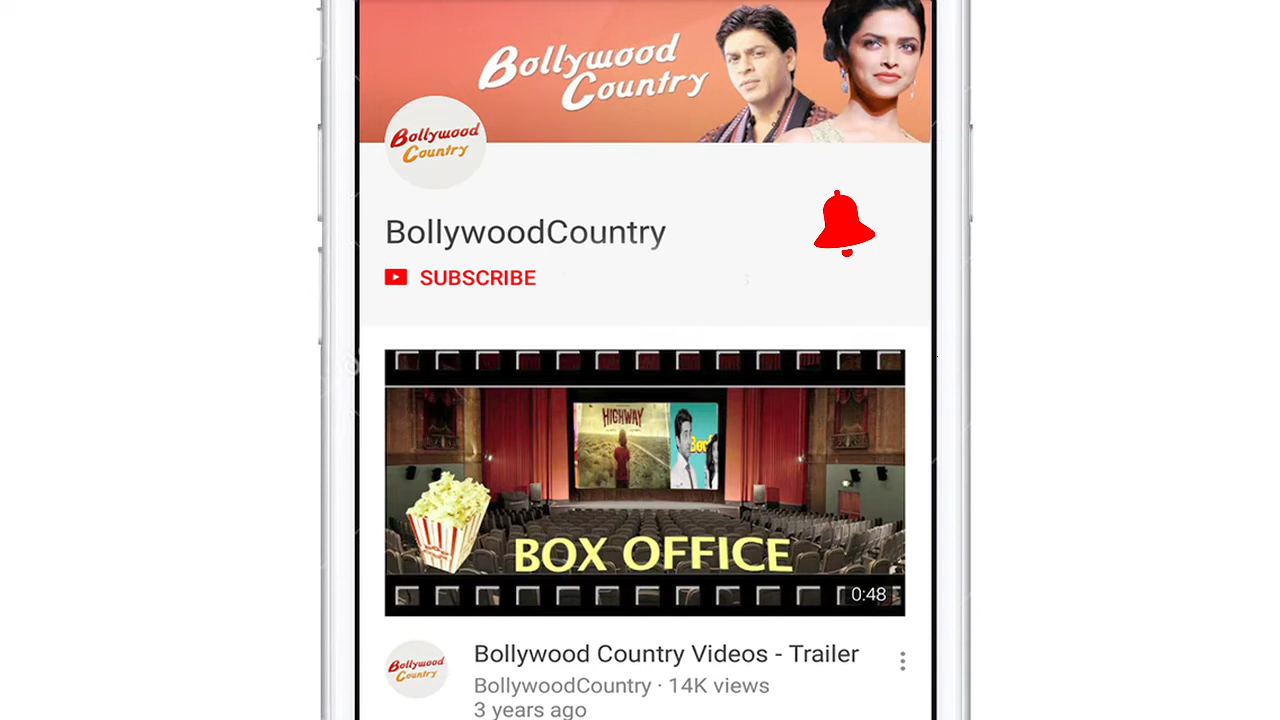 Bollywood
Country
Bollywood
Country
BollywoodCountry
SUBSCRIBE
HIGHWAY
BOX OFFICE
0:48
Bollywood
Country
Bollywood Country Videos - Trailer
BollywoodCountry · 14K views
3 years ago